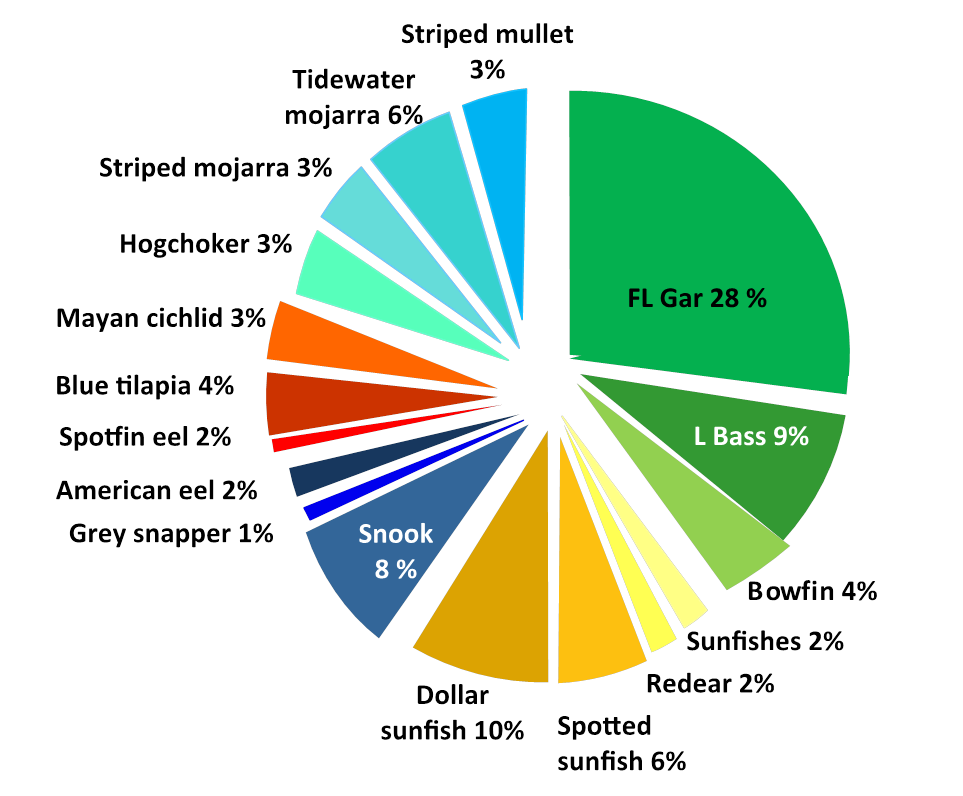 Striped mullet
3%
Tidewater
mojarra 6%
Striped mojarra 3%
Hogchoker 3%
Mayan cichlid 3%
Blue tilapia 4%
Spotfin eel 2%
American eel 2%
Grey snapper 1%
Snook
8 %
Dollar
sunfish 10%
Spotted
sunfish 6%
Redear 2%
Sunfishes 2%
Bowfin 4%
L Bass 9%
FL Gar 28 %